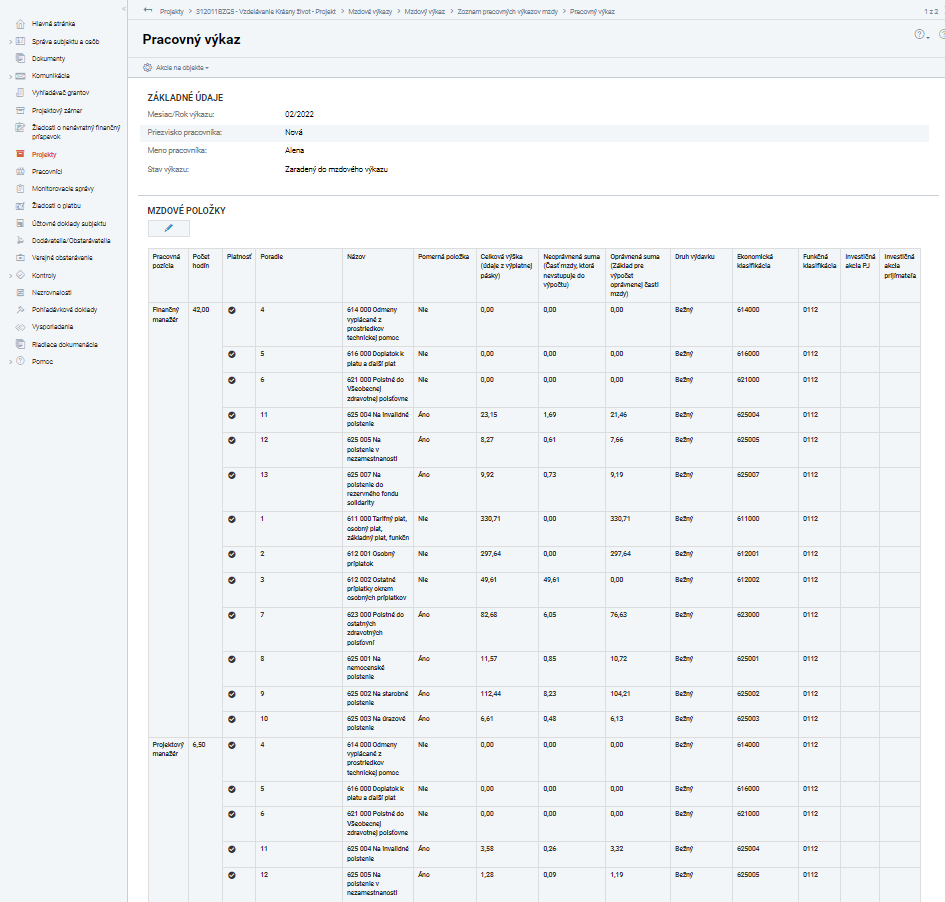 Projekty > 312011BZG5 - Vzdelávanie Krásny život - Projekt > Mzdové výkazy > Mzdový výkaz > Zoznam pracovných výkazov mzdy > Pracovný výkaz
1 z 2
Hlavná stránka
Správa subjektu a osôb
Dokumenty
Komunikácia
Vyhľadávač grantov
Projektový zámer
Žiadosti o nenávratný finančný
príspevok
Projekty
Pracovníci
Monitorovacie správy
Žiadosti o platbu
Účtovné doklady subjektu
Dodávatelia/Obstarávatelia
Verejné obstarávanie
Kontroly
Nezrovnalosti
Pohľadávkové doklady
Vysporiadania
Riadiaca dokumenácia
Pomoc
Pracovný výkaz
Akcie na objekte
ZÁKLADNÉ ÚDAJE
Mesiac/Rok výkazu: 02/2022
Priezvisko pracovníka: Nová
Meno pracovníka: Alena
Stav výkazu: Zaradený do mzdového výkazu
MZDOVÉ POLOŽKY
Pracovná Počet Platnosť Poradie Názov Pomerná položka Celková výška Neoprávnená suma Oprávnená suma Druh výdavku Ekonomická Funkčná Investičná Investičná
pozícia hodín (údaje z výplatnej (Časť mzdy, ktorá (Základ pre klasifikácia klasifikácia akcia PJ akcia
pásky) nevstupuje do výpočet prijímateľa
výpočtu) oprávnenej časti
mzdy)
Finančný 42,00 4 614 000 Odmeny Nie 0,00 0,00 0,00 Bežný 614000 0112
manažér vyplácané z
prostriedkov
technickej pomoc
5 616 000 Doplatok k Nie 0,00 0,00 0,00 Bežný 616000 0112
platu a ďalší plat
6 621 000 Poistné do Nie 0,00 0,00 0,00 Bežný 621000 0112
Všeobecnej
zdravotnej poisťovne
11 625 004 Na invalidné Áno 23,15 1,69 21,46 Bežný 625004 0112
poistenie
12 625 005 Na Áno 8,27 0,61 7,66 Bežný 625005 0112
poistenie v
nezamestnanosti
13 625 007 Na Áno 9,92 0,73 9,19 Bežný 625007 0112
poistenie do
rezervného fondu
solidarity
1 611 000 Tarifný plat, Nie 330,71 0,00 330,71 Bežný 611000 0112
osobný plat,
základný plat, funkčn
2 612 001 Osobný Nie 297,64 0,00 297,64 Bežný 612001 0112
príplatok
3 612 002 Ostatné Nie 49,61 49,61 0,00 Bežný 612002 0112
príplatky okrem
osobných príplatkov
7 623 000 Poistné do Áno 82,68 6,05 76,63 Bežný 623000 0112
ostatných
zdravotných
poisťovní
8 625 001 Na Áno 11,57 0,85 10,72 Bežný 625001 0112
nemocenské
poistenie
9 625 002 Na starobné Áno 112,44 8,23 104,21 Bežný 625002 0112
poistenie
10 625 003 Na úrazové Áno 6,61 0,48 6,13 Bežný 625003 0112
poistenie
Projektový 6,50 4 614 000 Odmeny Nie 0,00 0,00 0,00 Bežný 614000 0112
manažér vyplácané z
prostriedkov
technickej pomoc
5 616 000 Doplatok k Nie 0,00 0,00 0,00 Bežný 616000 0112
platu a ďalší plat
6 621 000 Poistné do Nie 0,00 0,00 0,00 Bežný 621000 0112
Všeobecnej
zdravotnej poisťovne
11 625 004 Na invalidné Áno 3,58 0,26 3,32 Bežný 625004 0112
poistenie
12 625 005 Na Áno 1,28 0,09 1,19 Bežný 625005 0112
poistenie v
nezamestnanosti